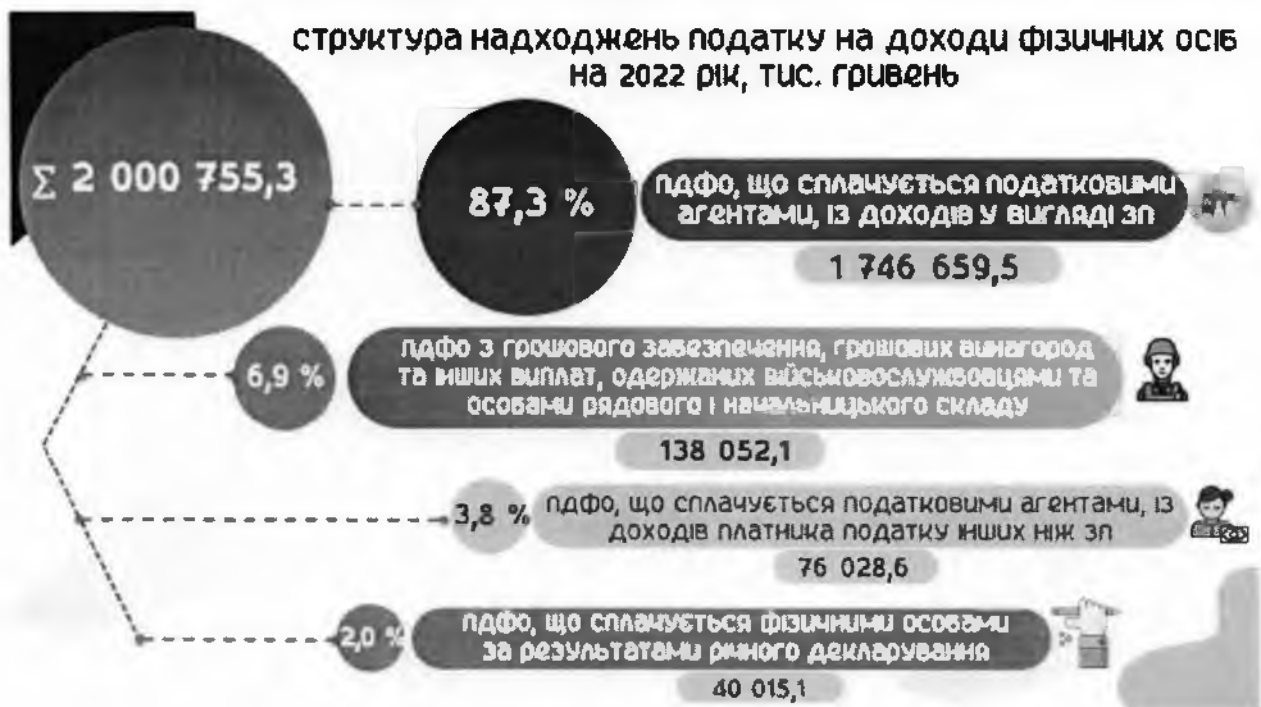 структура надходжень податку на доходи фізичних осіб
на 2022 рік, тис. гривень
Σ 2 000 755,3
87,3 %
ПДФО, що сплачується податковими
агентами, із доходів у вигляді ЗП
1 746 659,5
6,9 %
ПДФО з грошового забезпечення, грошових винагород
та інших виплат, одержаних військовослужбовцями та
особами рядового і начальницького складу
138 052,1
3,8 %
ПДФО, що сплачується податковими агентами, із
доходів платника податку інших ніж ЗП
76 028,6
2,0 %
ПДФО, що сплачується фізичними особами
за результатами річного декларування
40 015,1